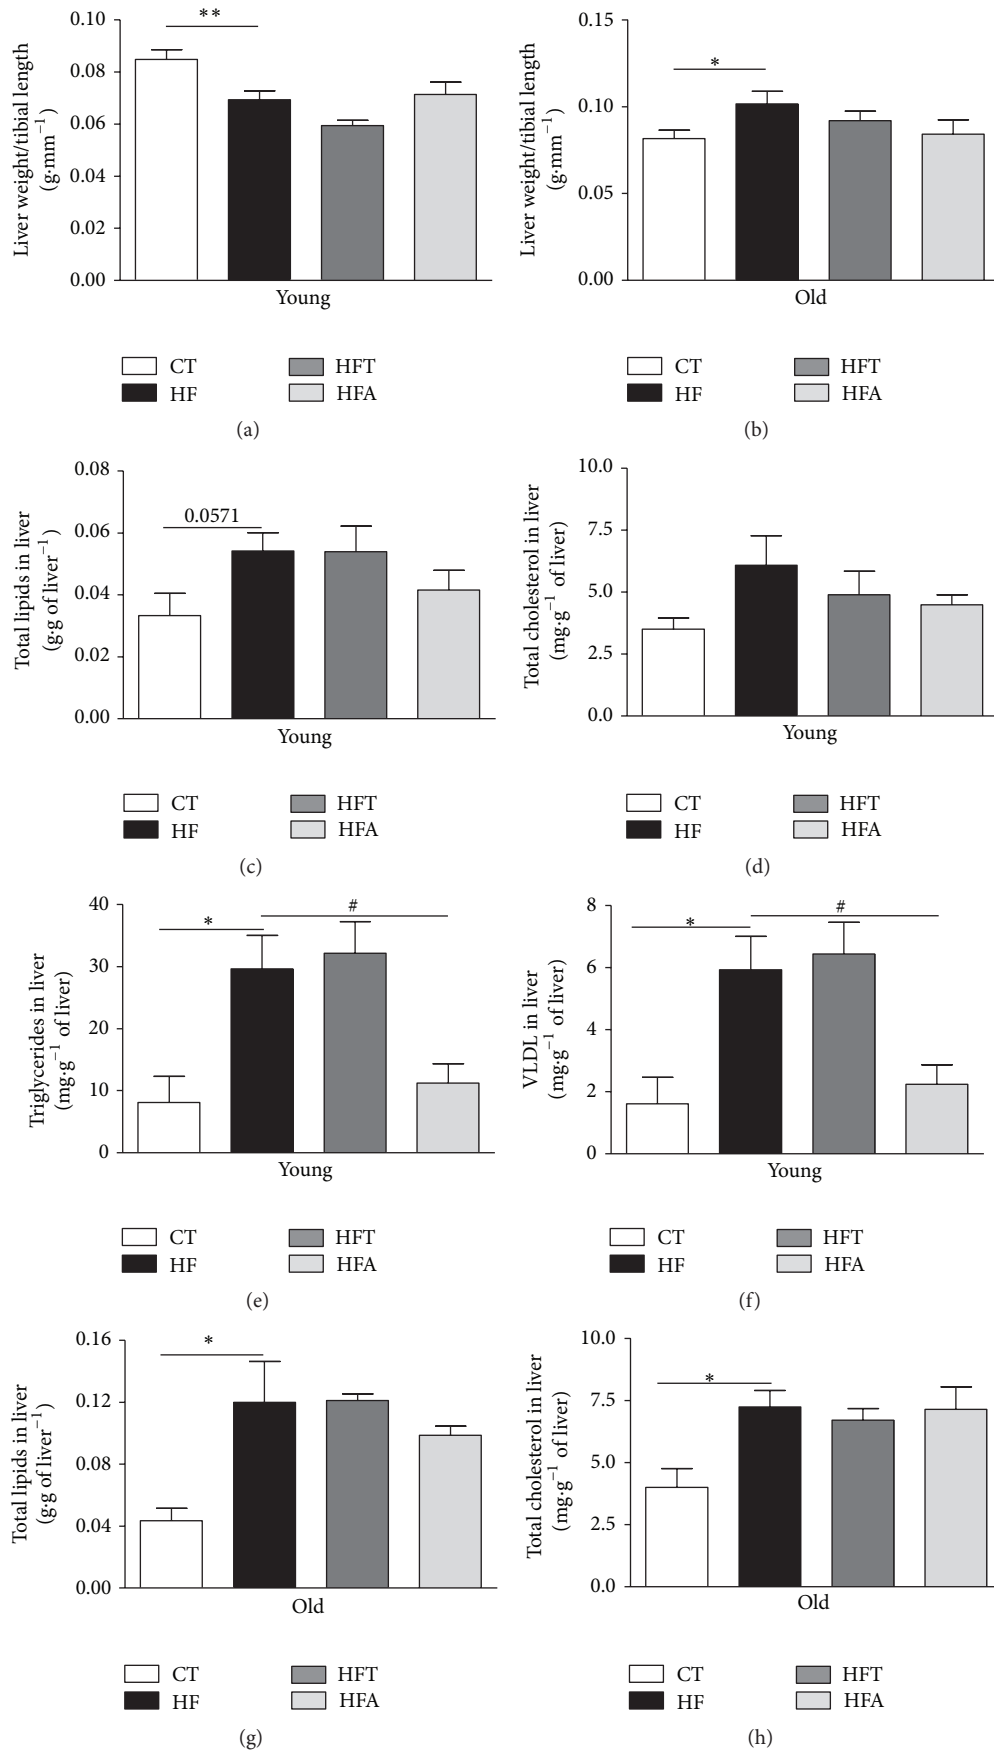 **
0.10
0.08
0.06
0.04
0.02
0.00
Liver weight/tibial length
(g·mm−1)
Young
CT
HF
HFT
HFA
(a)
*
0.15
0.10
0.05
0.00
Liver weight/tibial length
(g·mm−1)
Old
CT
HF
HFT
HFA
(b)
0.0571
0.08
0.06
0.04
0.02
0.00
Total lipids in liver
(g·g of liver−1)
Young
CT
HF
HFT
HFA
(c)
10.0
7.5
5.0
2.5
0.0
Total cholesterol in liver
(mg·g−1 of liver)
Young
CT
HF
HFT
HFA
(d)
*
#
40
30
20
10
0
Triglycerides in liver
(mg·g−1 of liver)
Young
CT
HF
HFT
HFA
(e)
*
#
8
6
4
2
0
VLDL in liver
(mg·g−1 of liver)
Young
CT
HF
HFT
HFA
(f)
*
0.16
0.12
0.08
0.04
0.00
Total lipids in liver
(g·g of liver−1)
Old
CT
HF
HFT
HFA
(g)
*
10.0
7.5
5.0
2.5
0.0
Total cholesterol in liver
(mg·g−1 of liver)
Old
CT
HF
HFT
HFA
(h)